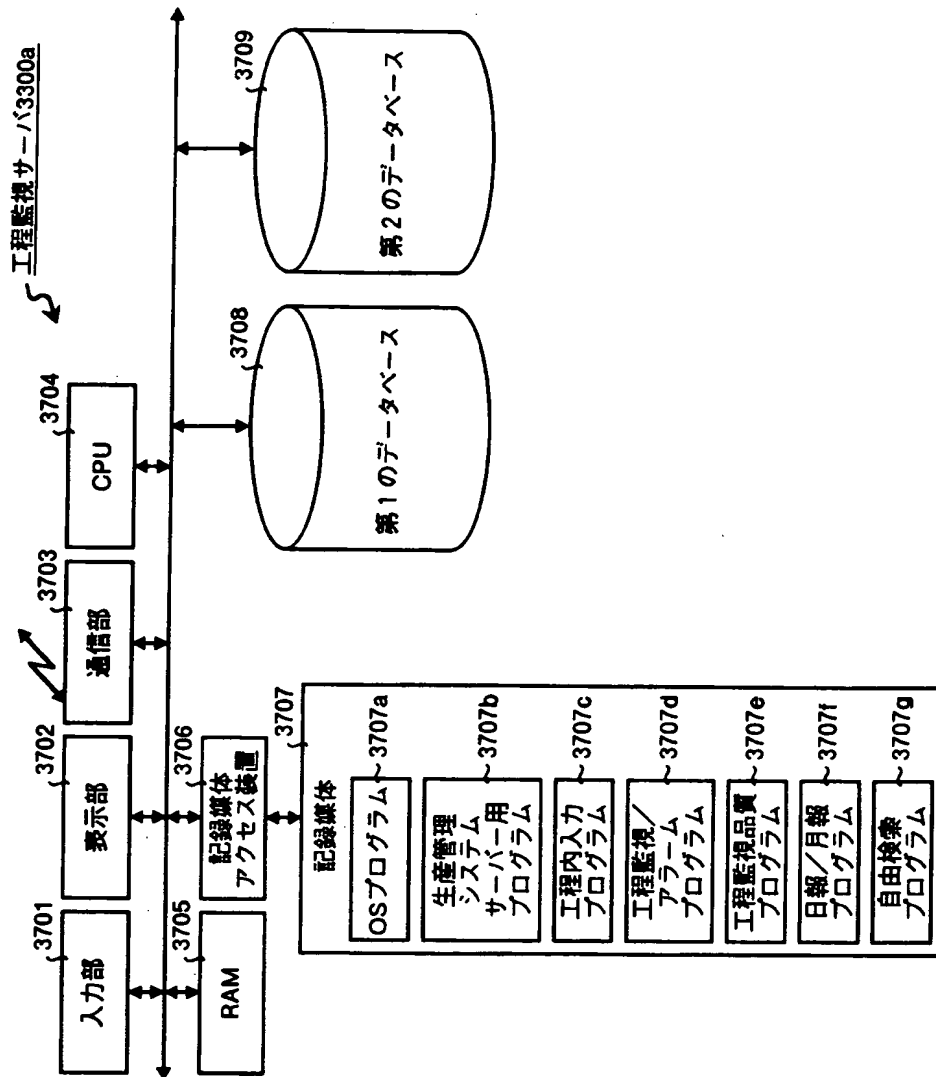 工程監視サーバ3300a
3701
入力部
3702
表示部
3703
通信部
3704
CPU
3705
RAM
3706
記録媒体
アクセス装置
3707
記録媒体
OSプログラム
3707a
生産管理
システム
サーバー用
プログラム
3707b
工程内入力
プログラム
3707c
工程監視/
アラーム
プログラム
3707d
工程監視品質
プログラム
3707e
日報/月報
プログラム
3707f
自由検索
プログラム
3707g
3708
第1のデータベース
3709
第2のデータベース